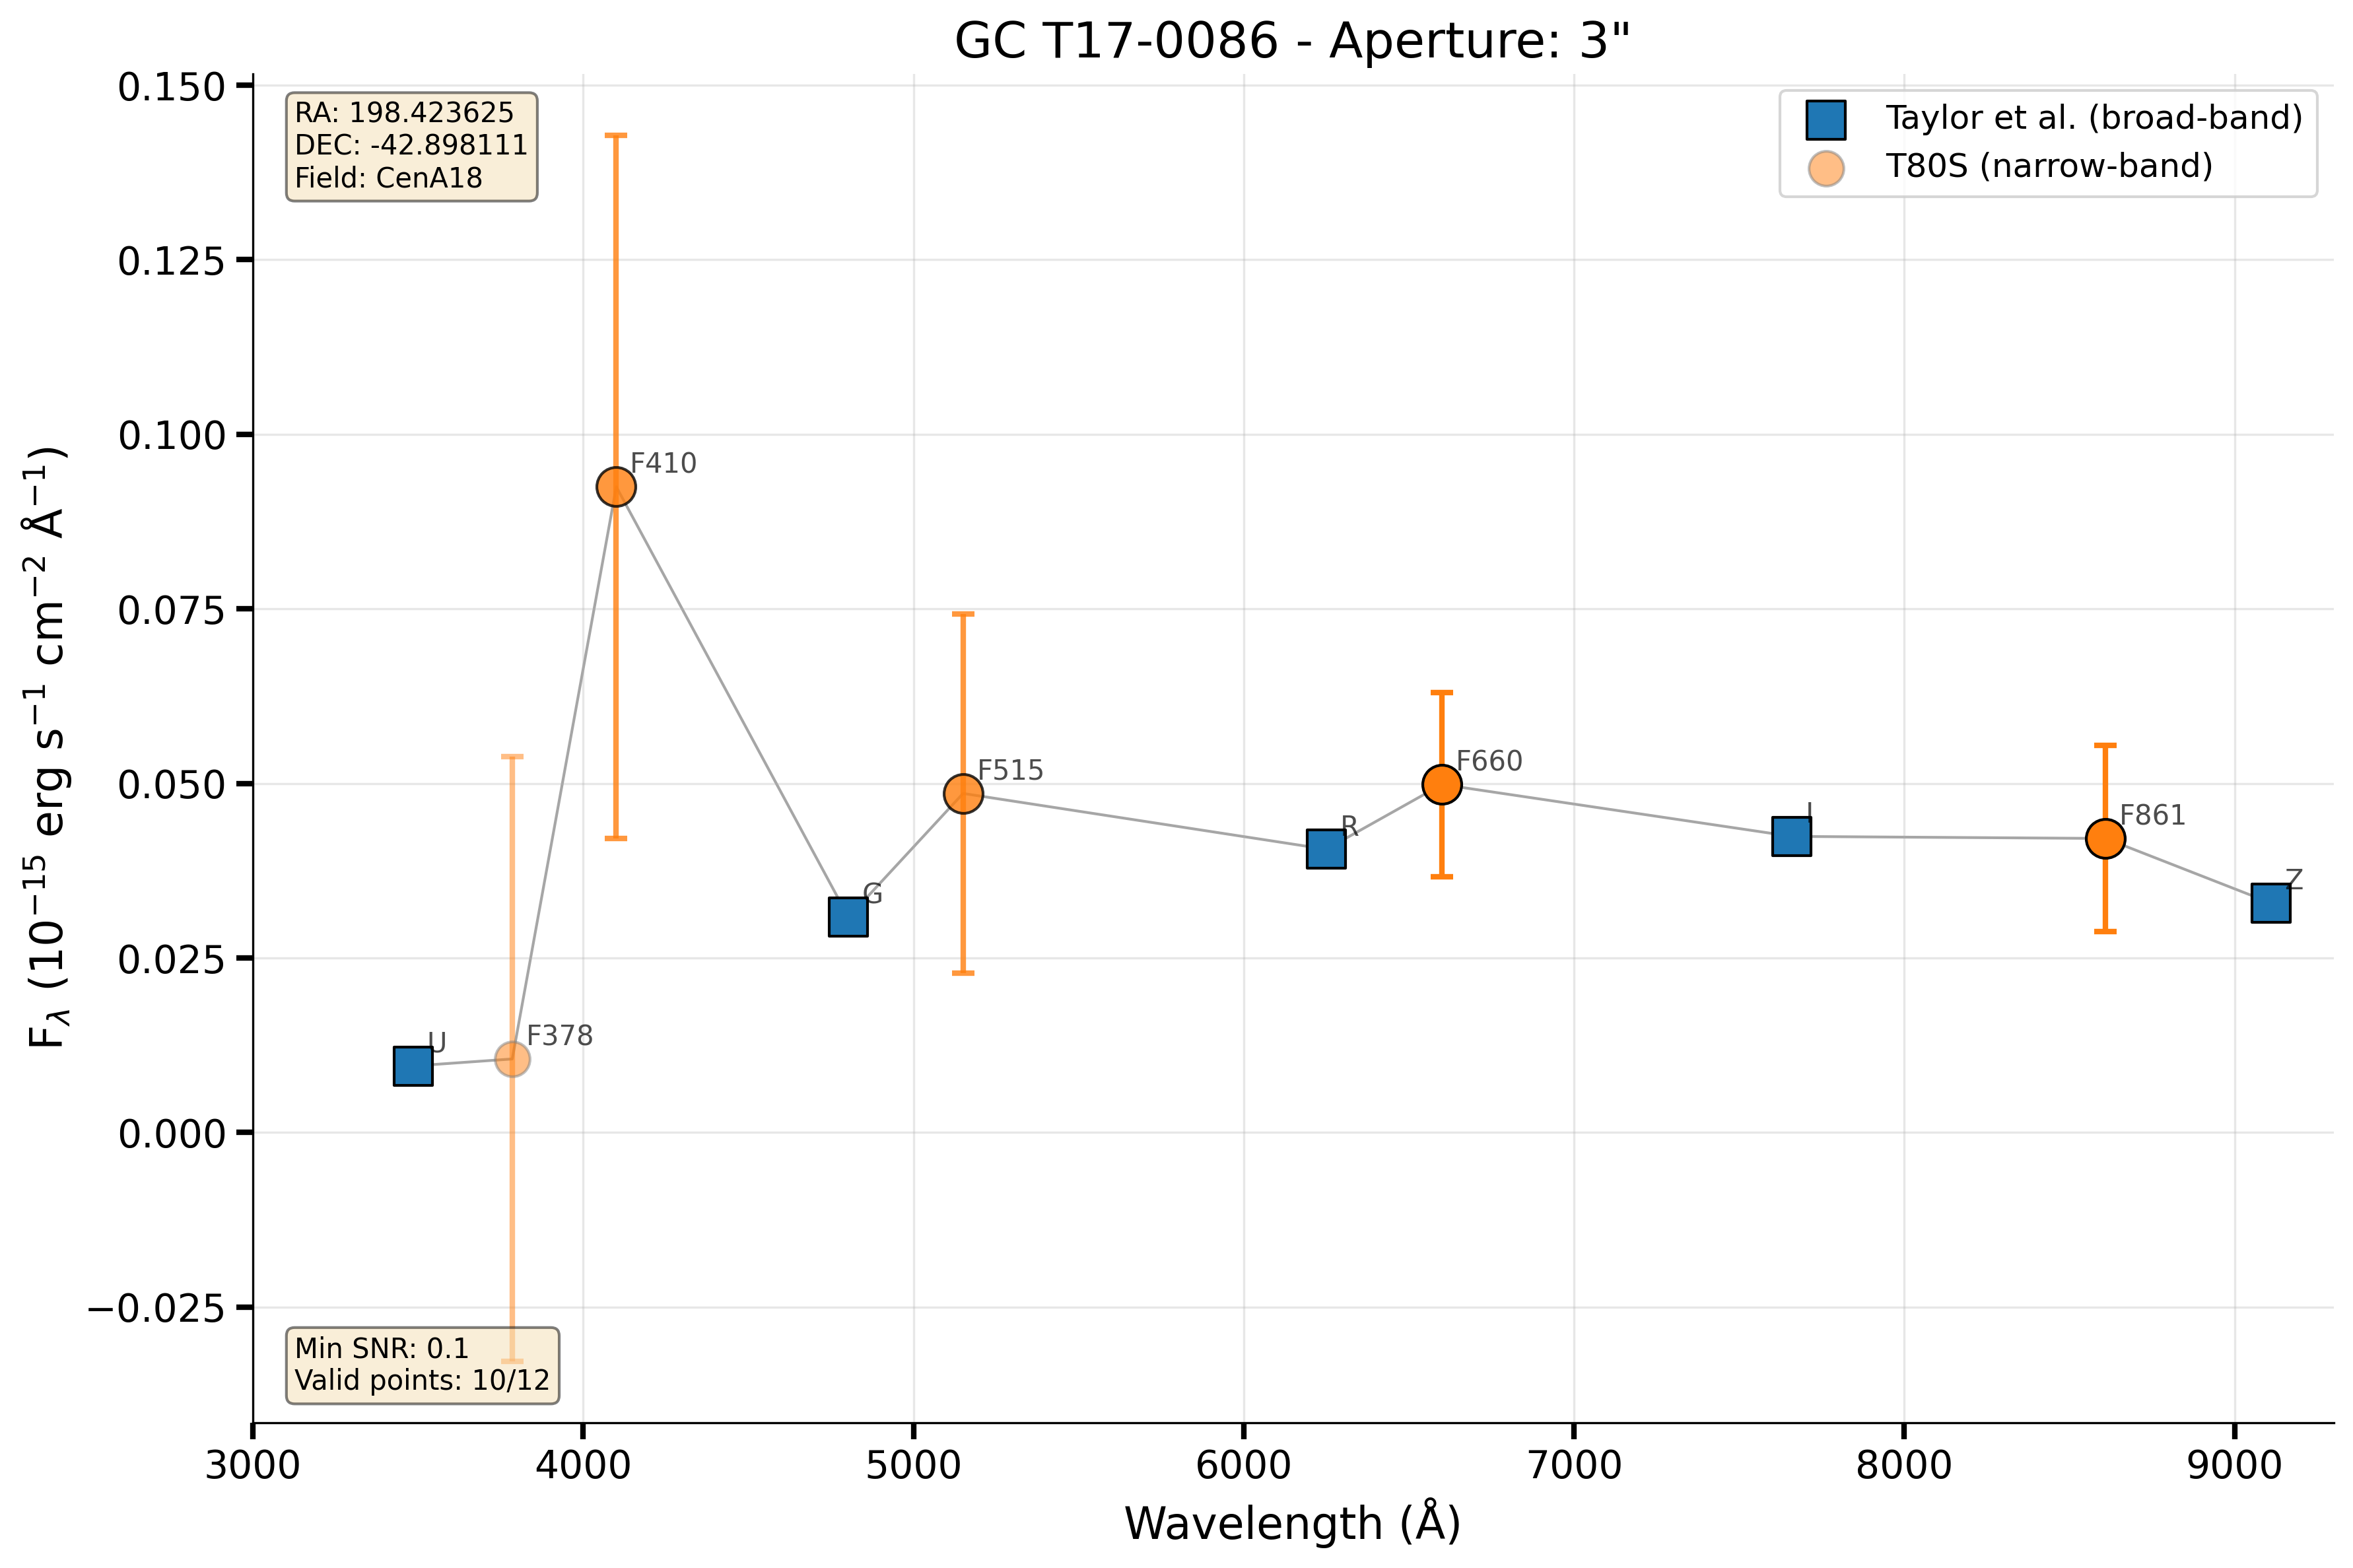 GC T17-0086 - Aperture: 3"
RA: 198.423625
DEC: -42.898111
Field: CenA18
Taylor et al. (broad-band)
T80S (narrow-band)
0.150
0.125
0.100
0.075
0.050
0.025
0.000
−0.025
F_λ (10⁻¹⁵ erg s⁻¹ cm⁻² Å⁻¹)
U
F378
F410
G
F515
R
F660
I
F861
Z
Min SNR: 0.1
Valid points: 10/12
3000 4000 5000 6000 7000 8000 9000
Wavelength (Å)